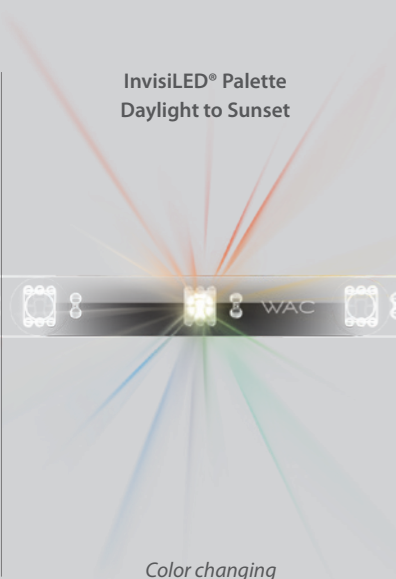 InvisiLED® Palette
Daylight to Sunset
WAC
Color changing